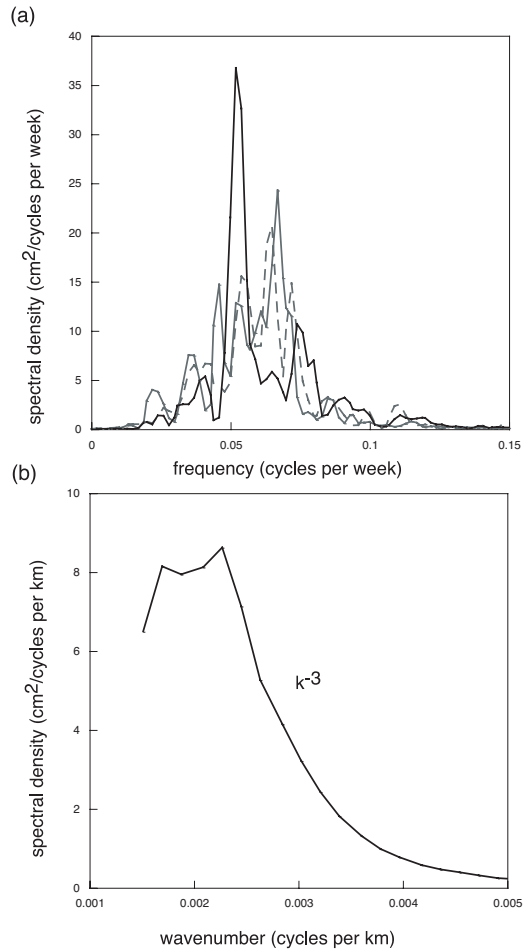 (a)
40
35
30
25
20
15
10
5
0
spectral density (cm²/cycles per week)
0 0.05 0.1 0.15
frequency (cycles per week)
(b)
10
8
6
4
2
0
spectral density (cm²/cycles per km)
k⁻³
0.001 0.002 0.003 0.004 0.005
wavenumber (cycles per km)